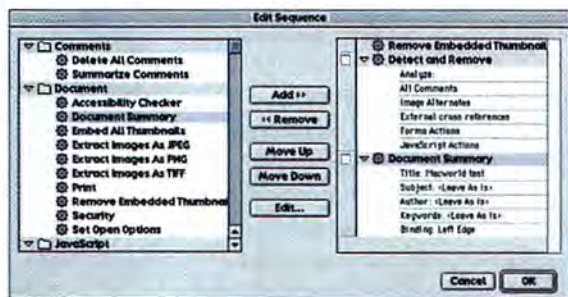 Edit Sequence
Comments
Delete All Comments
Summarize Comments
Document
Accessibility Checker
Document Summary
Embed All Thumbnails
Extract Images As JPEG
Extract Images As PNG
Extract Images As TIFF
Print
Remove Embedded Thumbnai
Security
Set Open Options
JavaScript
Add
Remove
Move Up
Move Down
Edit...
Remove Embedded Thumbnail
Detect and Remove
Analyze:
All Comments
Image Alternates
External cross references
Forms Actions
JavaScript Actions
Document Summary
Title: Macworld test
Subject: <Leave As Is>
Author: <Leave As Is>
Keywords: <Leave As Is>
Binding: Left Edge
Cancel
OK